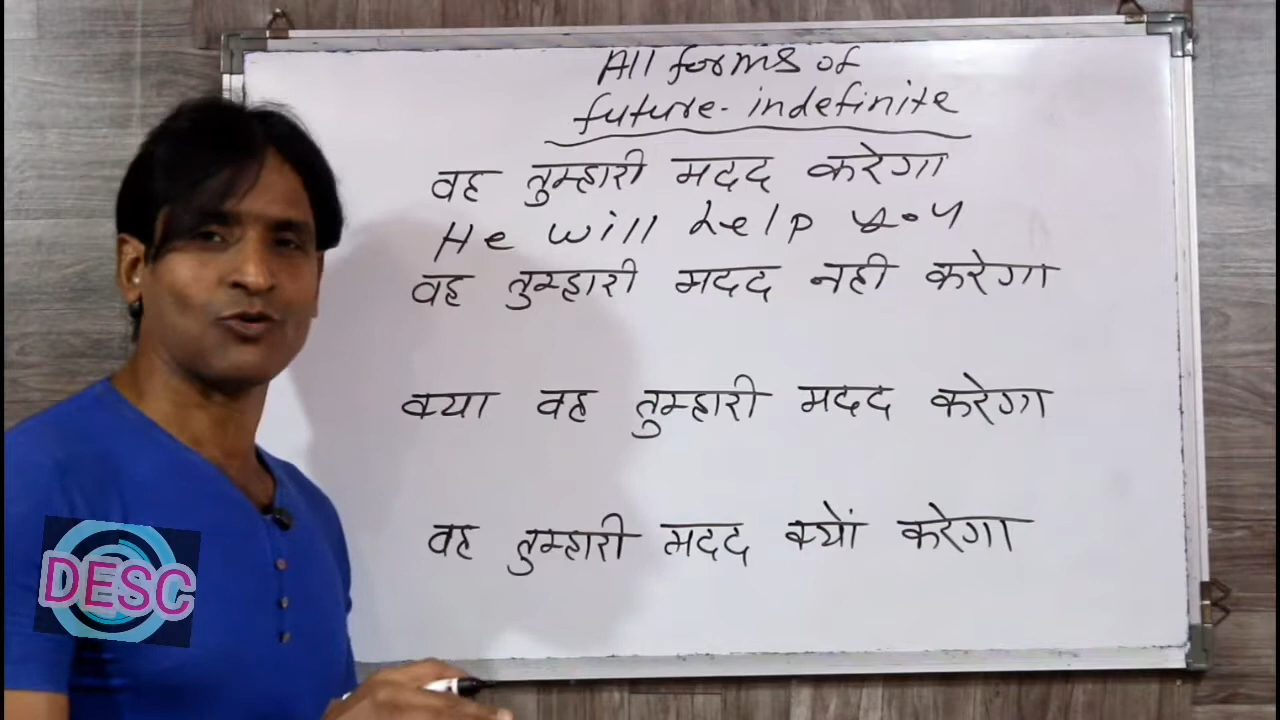 All forms of
future-indefinite
वह तुम्हारी मदद करेगा
He will help you
वह तुम्हारी मदद नही करेगा
क्या वह तुम्हारी मदद करेगा
वह तुम्हारी मदद क्यों करेगा
DESC